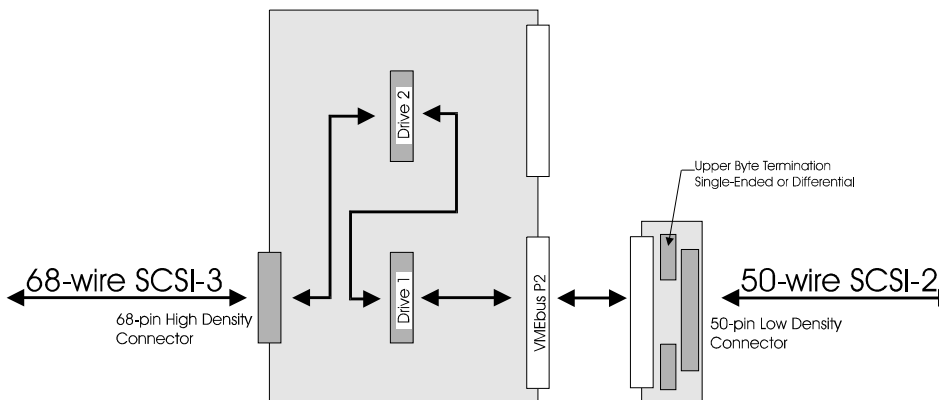 Drive 2
Upper Byte Termination
Single-Ended or Differential
68-wire SCSI-3
68-pin High Density
Connector
Drive 1
VMEbus P2
50-wire SCSI-2
50-pin Low Density
Connector